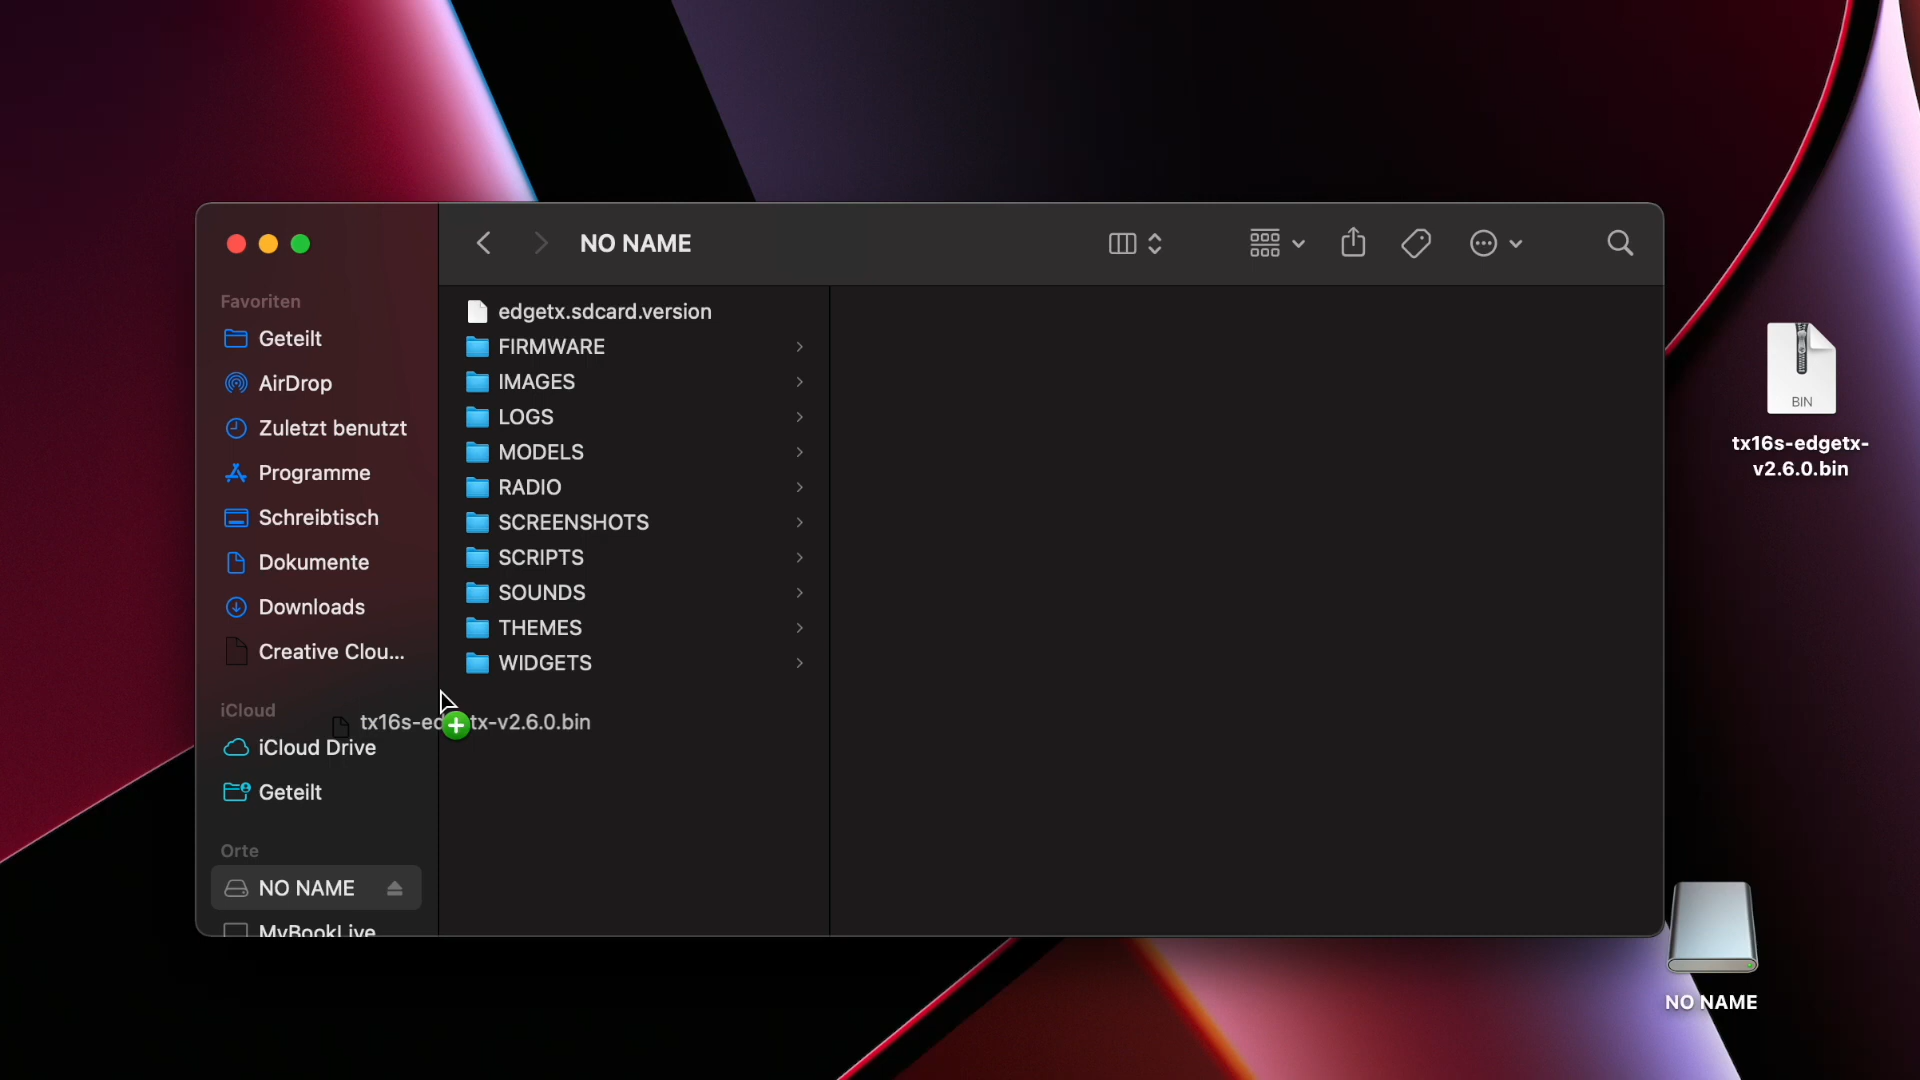 NO NAME
Favoriten
Geteilt
AirDrop
Zuletzt benutzt
Programme
Schreibtisch
Dokumente
Downloads
Creative Clou...
iCloud
iCloud Drive
Geteilt
Orte
NO NAME
MyBookLive
edgetx.sdcard.version
FIRMWARE
IMAGES
LOGS
MODELS
RADIO
SCREENSHOTS
SCRIPTS
SOUNDS
THEMES
WIDGETS
tx16s-edgetx-v2.6.0.bin
BIN
tx16s-edgetx-
v2.6.0.bin
NO NAME